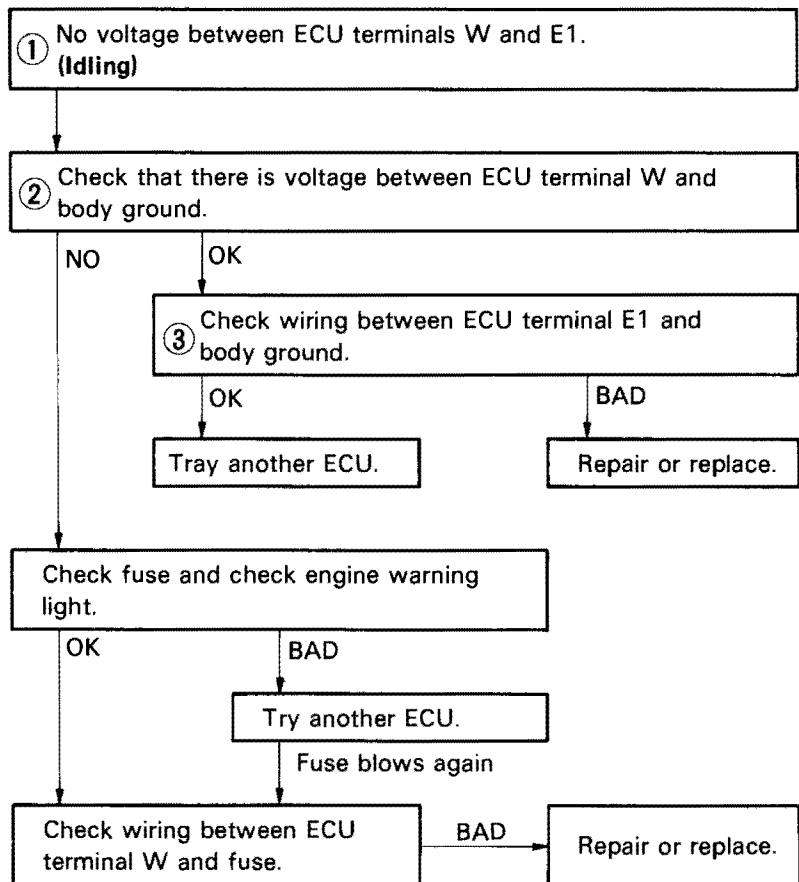 ① No voltage between ECU terminals W and E1.
(Idling)
② Check that there is voltage between ECU terminal W and
body ground.
NO
OK
③ Check wiring between ECU terminal E1 and
body ground.
OK
BAD
Tray another ECU.
Repair or replace.
Check fuse and check engine warning
light.
OK
BAD
Try another ECU.
Fuse blows again
Check wiring between ECU
terminal W and fuse.
BAD
Repair or replace.